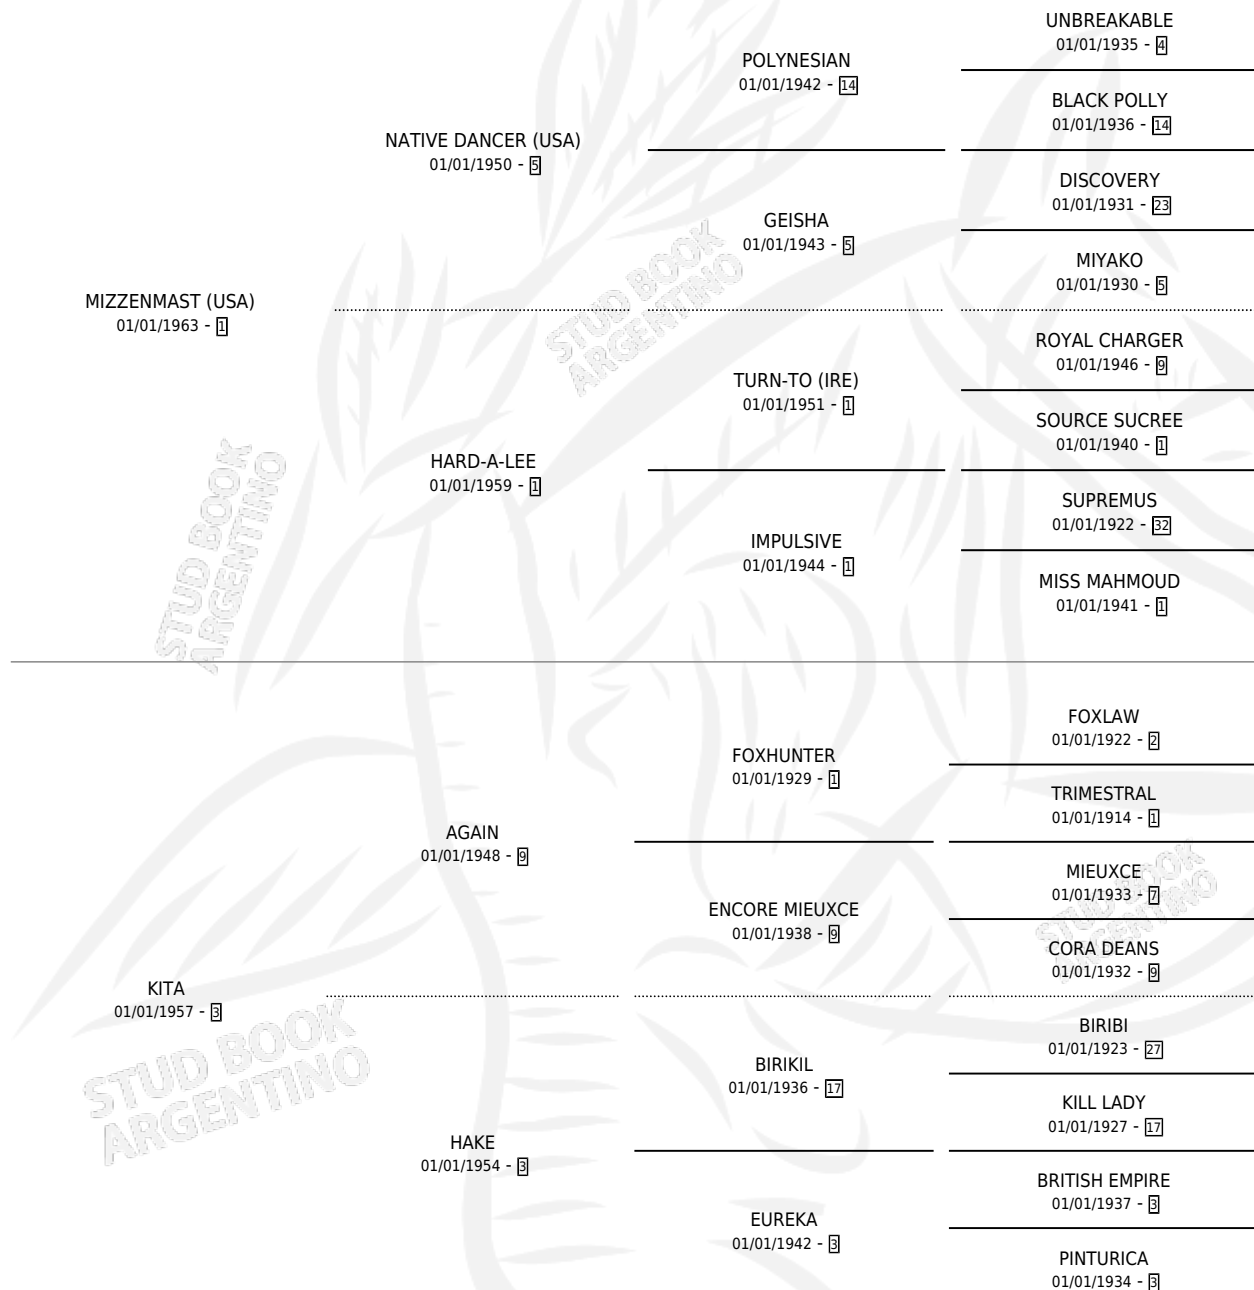 UNBREAKABLE
01/01/1935 - 4
POLYNESIAN
01/01/1942 - 14
BLACK POLLY
01/01/1936 - 14
NATIVE DANCER (USA)
01/01/1950 - 5
DISCOVERY
01/01/1931 - 23
GEISHA
01/01/1943 - 5
MIYAKO
01/01/1930 - 5
STUD BOOK
ARGENTINO
MIZZENMAST (USA)
01/01/1963 - 1
ROYAL CHARGER
01/01/1946 - 9
TURN-TO (IRE)
01/01/1951 - 1
SOURCE SUCREE
01/01/1940 - 1
HARD-A-LEE
01/01/1959 - 1
SUPREMUS
01/01/1922 - 32
IMPULSIVE
01/01/1944 - 1
MISS MAHMOUD
01/01/1941 - 1
STUD BOOK
ARGENTINO
FOXLAW
01/01/1922 - 2
FOXHUNTER
01/01/1929 - 1
TRIMESTRAL
01/01/1914 - 1
AGAIN
01/01/1948 - 9
MIEUXCE
01/01/1933 - 7
ENCORE MIEUXCE
01/01/1938 - 9
CORA DEANS
01/01/1932 - 9
STUD BOOK
ARGENTINO
KITA
01/01/1957 - 3
BIRIBI
01/01/1923 - 27
BIRIKIL
01/01/1936 - 17
KILL LADY
01/01/1927 - 17
STUD BOOK
ARGENTINO
HAKE
01/01/1954 - 3
BRITISH EMPIRE
01/01/1937 - 3
EUREKA
01/01/1942 - 3
PINTURICA
01/01/1934 - 3